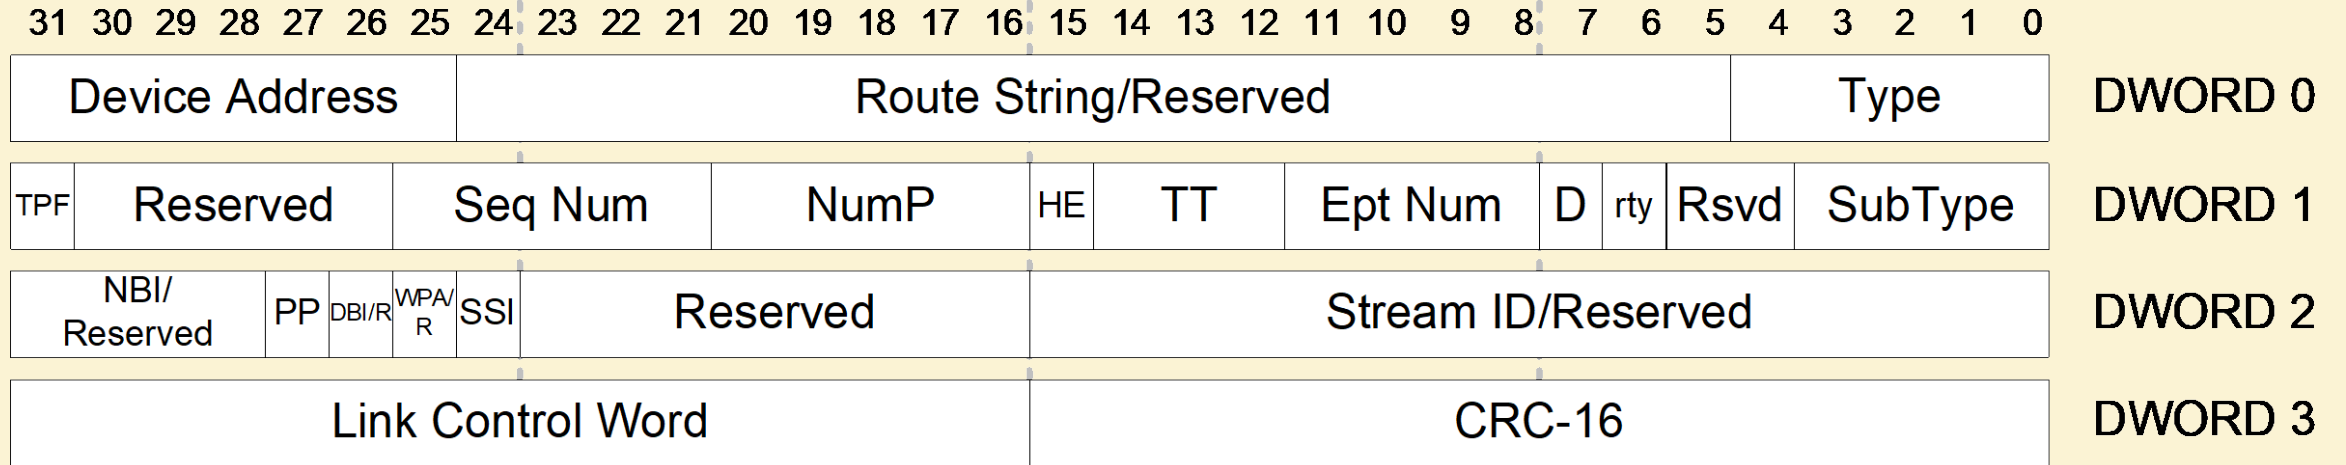 31 30 29 28 27 26 25 24 23 22 21 20 19 18 17 16 15 14 13 12 11 10 9 8 7 6 5 4 3 2 1 0
Device Address Route String/Reserved Type DWORD 0
TPF Reserved Seq Num NumP HE TT Ept Num D rty Rsvd SubType DWORD 1
NBI/
Reserved PP DBI/R WPA/
R SSI Reserved Stream ID/Reserved DWORD 2
Link Control Word CRC-16 DWORD 3